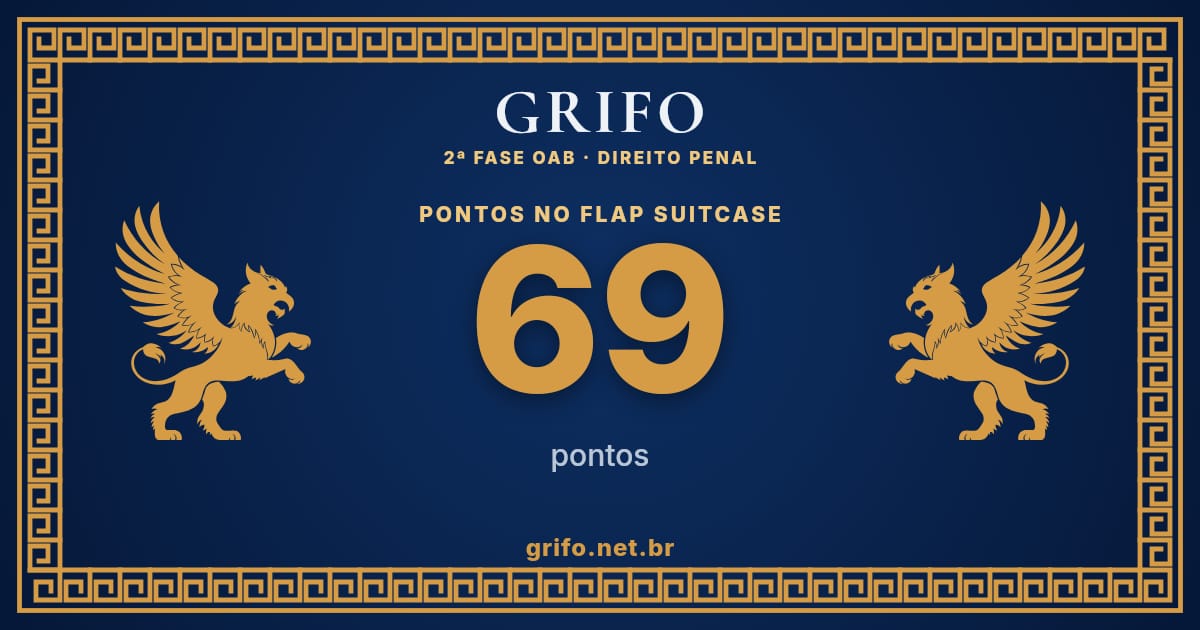 GRIFO
2ª FASE OAB · DIREITO PENAL
PONTOS NO FLAP SUITCASE
69
pontos
grifo.net.br